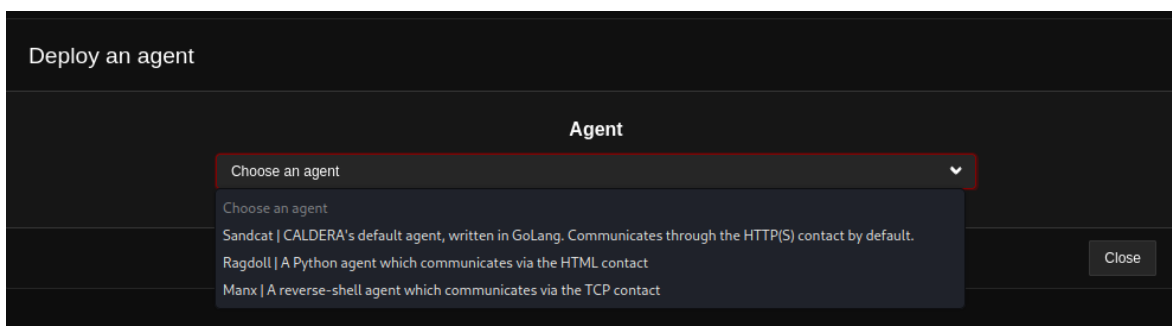 Deploy an agent
Agent
Choose an agent
Choose an agent
Sandcat | CALDERA's default agent, written in GoLang. Communicates through the HTTP(S) contact by default.
Ragdoll | A Python agent which communicates via the HTML contact
Manx | A reverse-shell agent which communicates via the TCP contact
Close